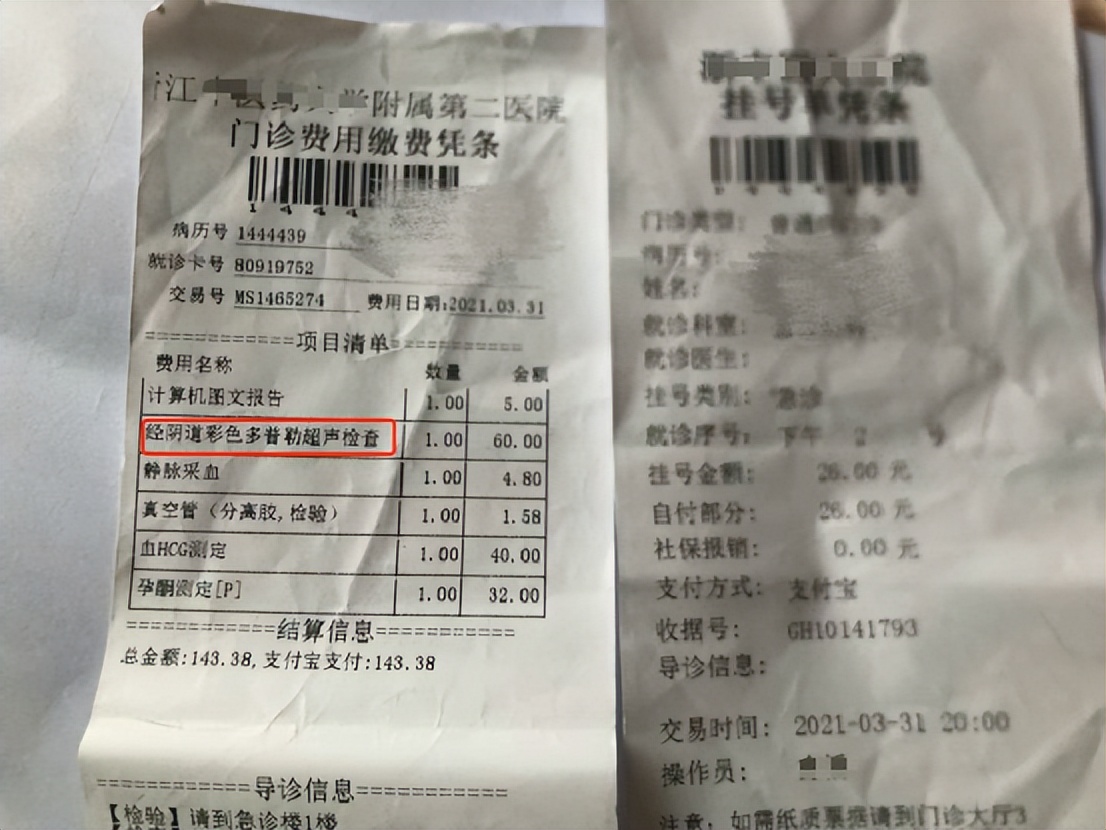 江 附属第二医院
门诊费用缴费凭条
1 4 4 4
病历号 1444439
就诊卡号 80919752
交易号 MS1465274 费用日期:2021.03.31
============项目清单============
费用名称 数量 金额
计算机图文报告 1.00 5.00
经阴道彩色多普勒超声检查 1.00 60.00
静脉采血 1.00 4.80
真空管(分离胶,检验) 1.00 1.58
血HCG测定 1.00 40.00
孕酮测定[P] 1.00 32.00
============结算信息============
总金额:143.38,支付宝支付:143.38
============导诊信息============
【检验】请到急诊楼1楼
院
挂号单凭条
门诊类型: 普通
病历号:
姓名:
就诊科室:
就诊医生:
挂号类别: 急诊
就诊序号: 下午 2 号
挂号金额: 26.00 元
自付部分: 26.00 元
社保报销: 0.00 元
支付方式: 支付宝
收据号: GH10141793
导诊信息:
交易时间: 2021-03-31 20:00
操作员:
注意: 如需纸质票据请到门诊大厅3